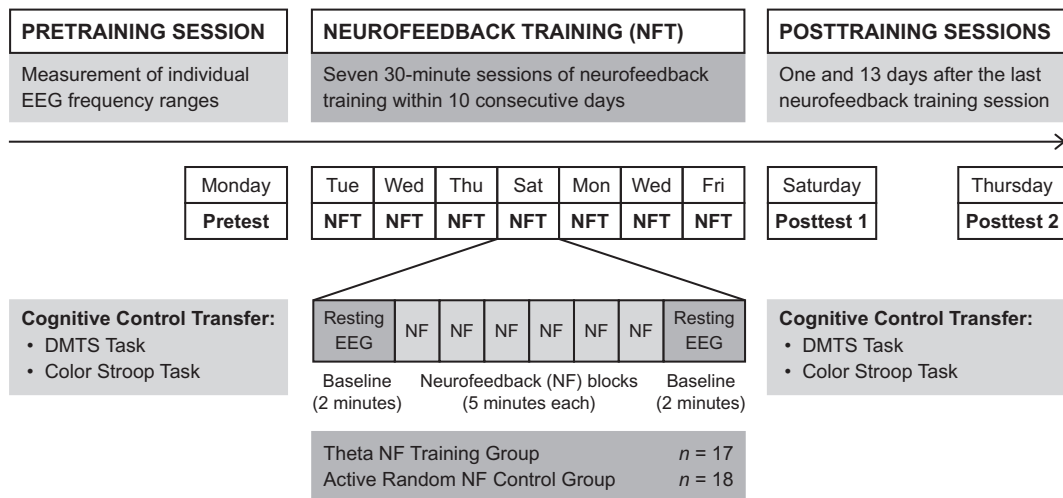 PRETRAINING SESSION
Measurement of individual
EEG frequency ranges
NEUROFEEDBACK TRAINING (NFT)
Seven 30-minute sessions of neurofeedback
training within 10 consecutive days
POSTTRAINING SESSIONS
One and 13 days after the last
neurofeedback training session
Monday
Pretest
Tue Wed Thu Sat Mon Wed Fri
NFT NFT NFT NFT NFT NFT NFT
Saturday
Posttest 1
Thursday
Posttest 2
Cognitive Control Transfer:
• DMTS Task
• Color Stroop Task
Resting
EEG
NF NF NF NF NF NF
Resting
EEG
Baseline
(2 minutes)
Neurofeedback (NF) blocks
(5 minutes each)
Baseline
(2 minutes)
Theta NF Training Group n = 17
Active Random NF Control Group n = 18
Cognitive Control Transfer:
• DMTS Task
• Color Stroop Task